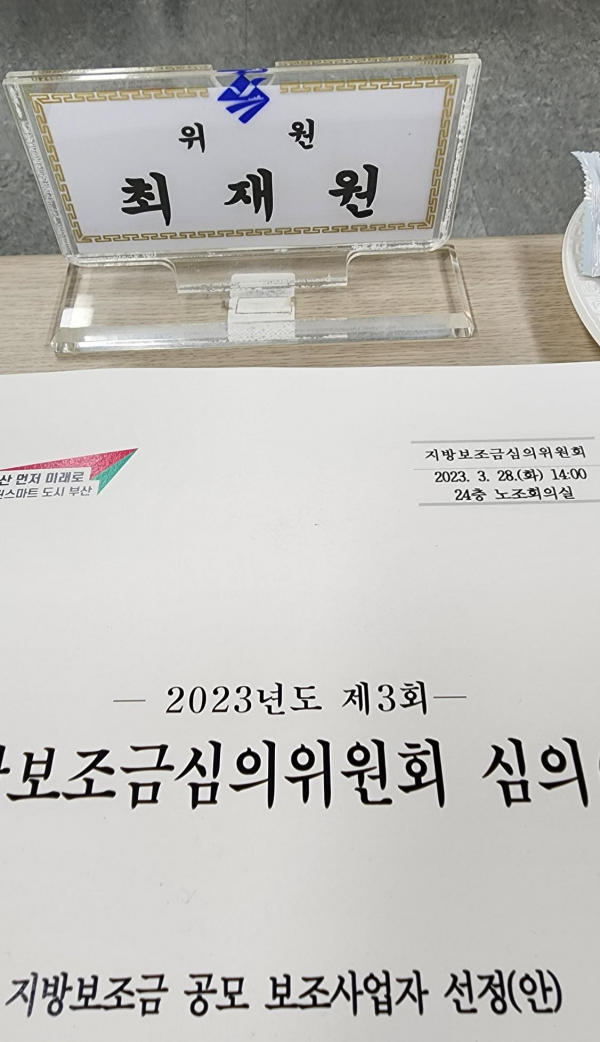 위 원
최 재 원
산 먼저 미래로
스마트 도시 부산
지방보조금심의위원회
2023. 3. 28.(화) 14:00
24층 노조회의실
— 2023년도 제3회—
보조금심의위원회 심의
지방보조금 공모 보조사업자 선정(안)